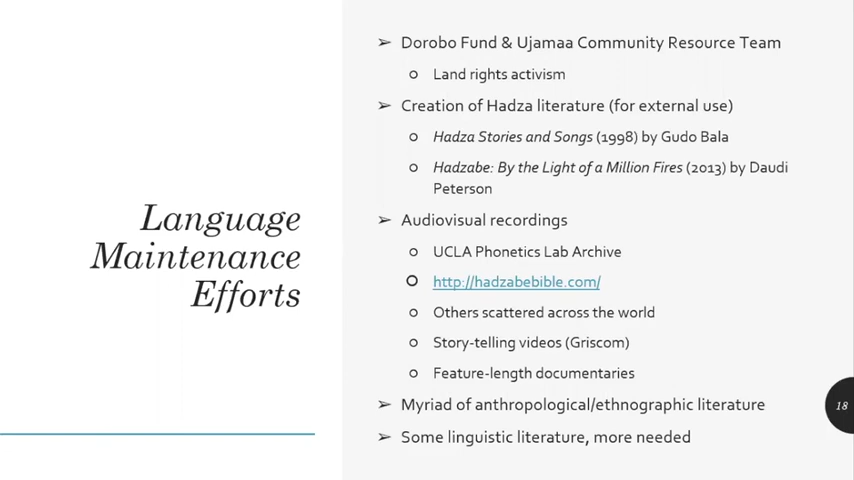 Language
Maintenance
Efforts
➢ Dorobo Fund & Ujamaa Community Resource Team
○ Land rights activism
➢ Creation of Hadza literature (for external use)
○ Hadza Stories and Songs (1998) by Gudo Bala
○ Hadzabe: By the Light of a Million Fires (2013) by Daudi
Peterson
➢ Audiovisual recordings
○ UCLA Phonetics Lab Archive
○ http://hadzabebible.com/
○ Others scattered across the world
○ Story-telling videos (Griscom)
○ Feature-length documentaries
➢ Myriad of anthropological/ethnographic literature
➢ Some linguistic literature, more needed
18